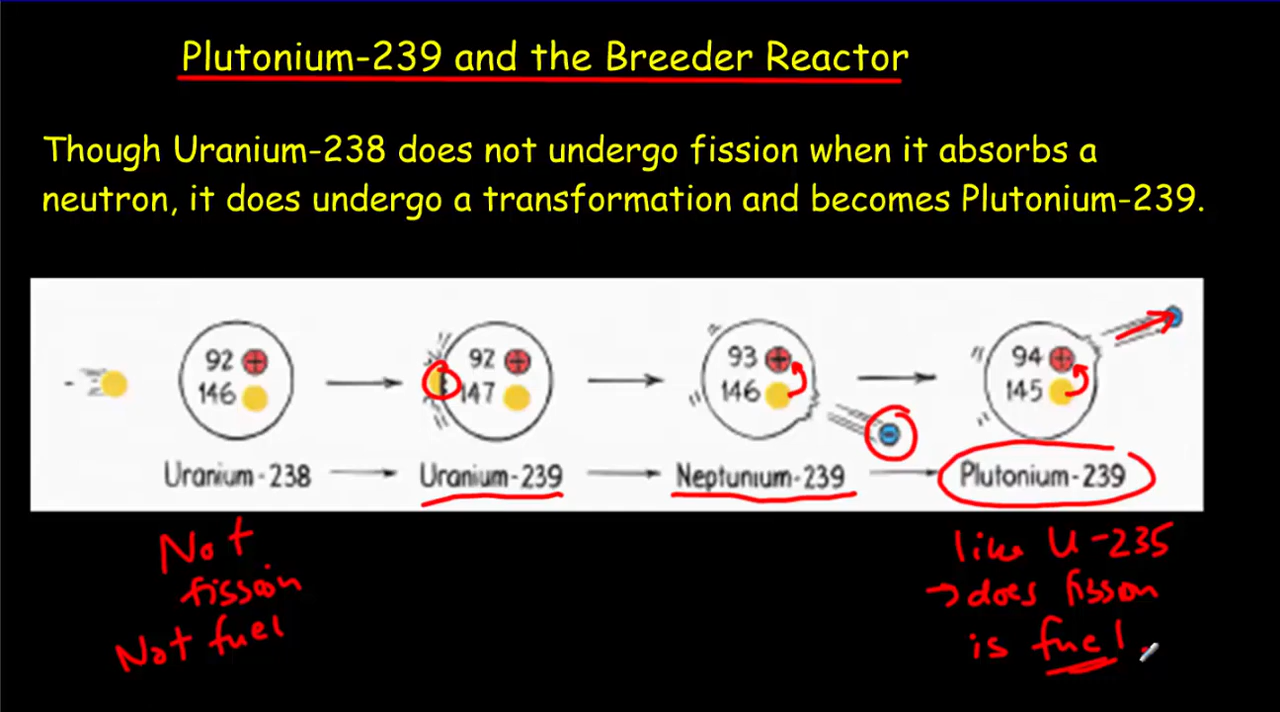 Plutonium-239 and the Breeder Reactor
Though Uranium-238 does not undergo fission when it absorbs a
neutron, it does undergo a transformation and becomes Plutonium-239.
92 + 92 + 93 + 94 +
146 147 146 145
-
Uranium-238 Uranium-239 Neptunium-239 Plutonium-239
Not like U-235
fission → does fission
Not fuel is fuel.